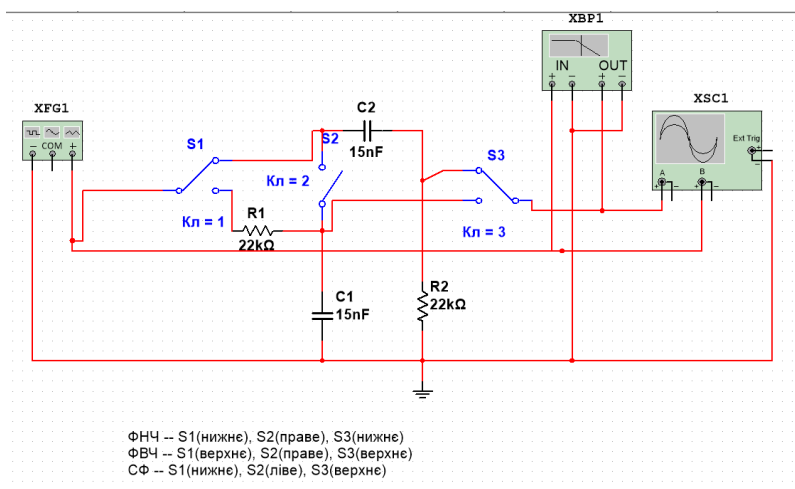 XBP1
IN OUT
+ − + −
XSC1
Ext Trig
+
−
A B
+ − + −
XFG1
− COM +
C2
15nF
S1
S2
S3
Кл = 2
Кл = 1
R1
22kΩ
Кл = 3
C1
15nF
R2
22kΩ
ФНЧ -- S1(нижнє), S2(праве), S3(нижнє)
ФВЧ -- S1(верхнє), S2(праве), S3(верхнє)
СФ -- S1(нижнє), S2(ліве), S3(верхнє)